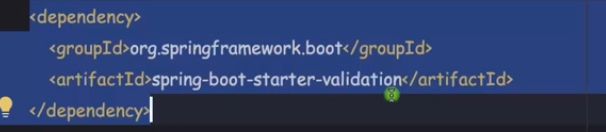 <dependency>
<groupId>org.springframework.boot</groupId>
<artifactId>spring-boot-starter-validation</artifactId>
</dependency>